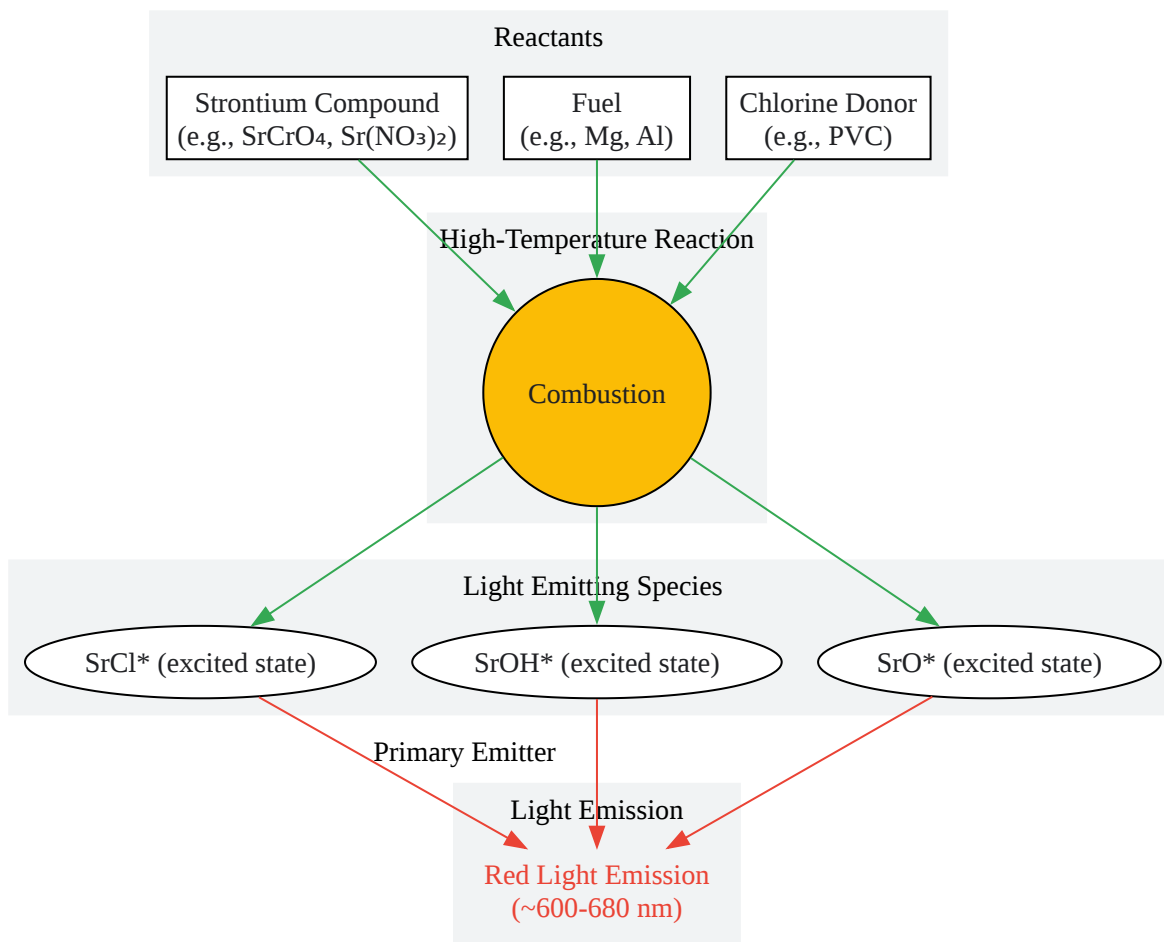 Reactants
Strontium Compound
(e.g., SrCrO₄, Sr(NO₃)₂)
Fuel
(e.g., Mg, Al)
Chlorine Donor
(e.g., PVC)
High-Temperature Reaction
Combustion
Light Emitting Species
SrCl* (excited state)
SrOH* (excited state)
SrO* (excited state)
Primary Emitter
Light Emission
Red Light Emission
(~600-680 nm)